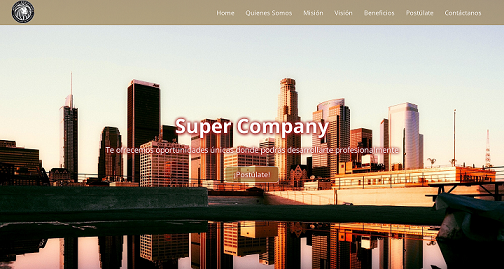 Home Quienes Somos Misión Visión Beneficios Postúlate Contáctanos
Super Company
Te ofrecemos oportunidades únicas donde podrás desarrollarte profesionalmente
Postúlate!